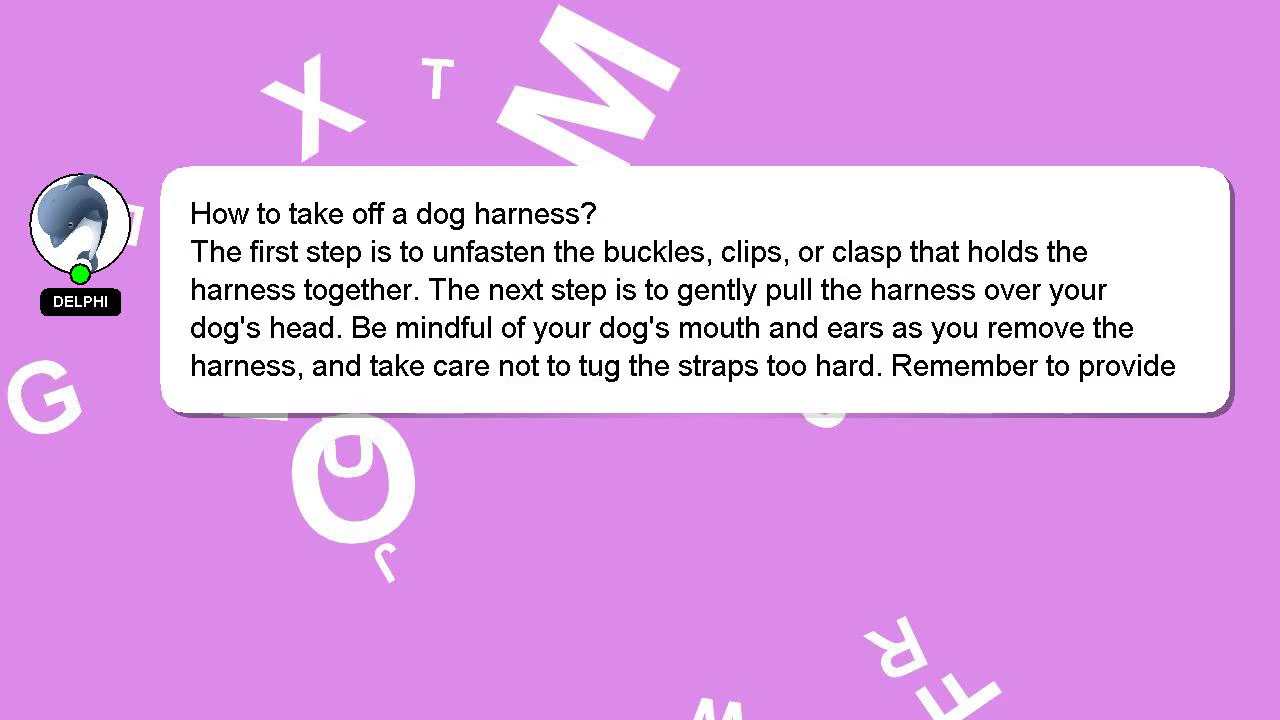 X
T
M
How to take off a dog harness?
The first step is to unfasten the buckles, clips, or clasp that holds the
harness together. The next step is to gently pull the harness over your
dog's head. Be mindful of your dog's mouth and ears as you remove the
harness, and take care not to tug the straps too hard. Remember to provide
DELPHI
G
O
U
J
R
F
W